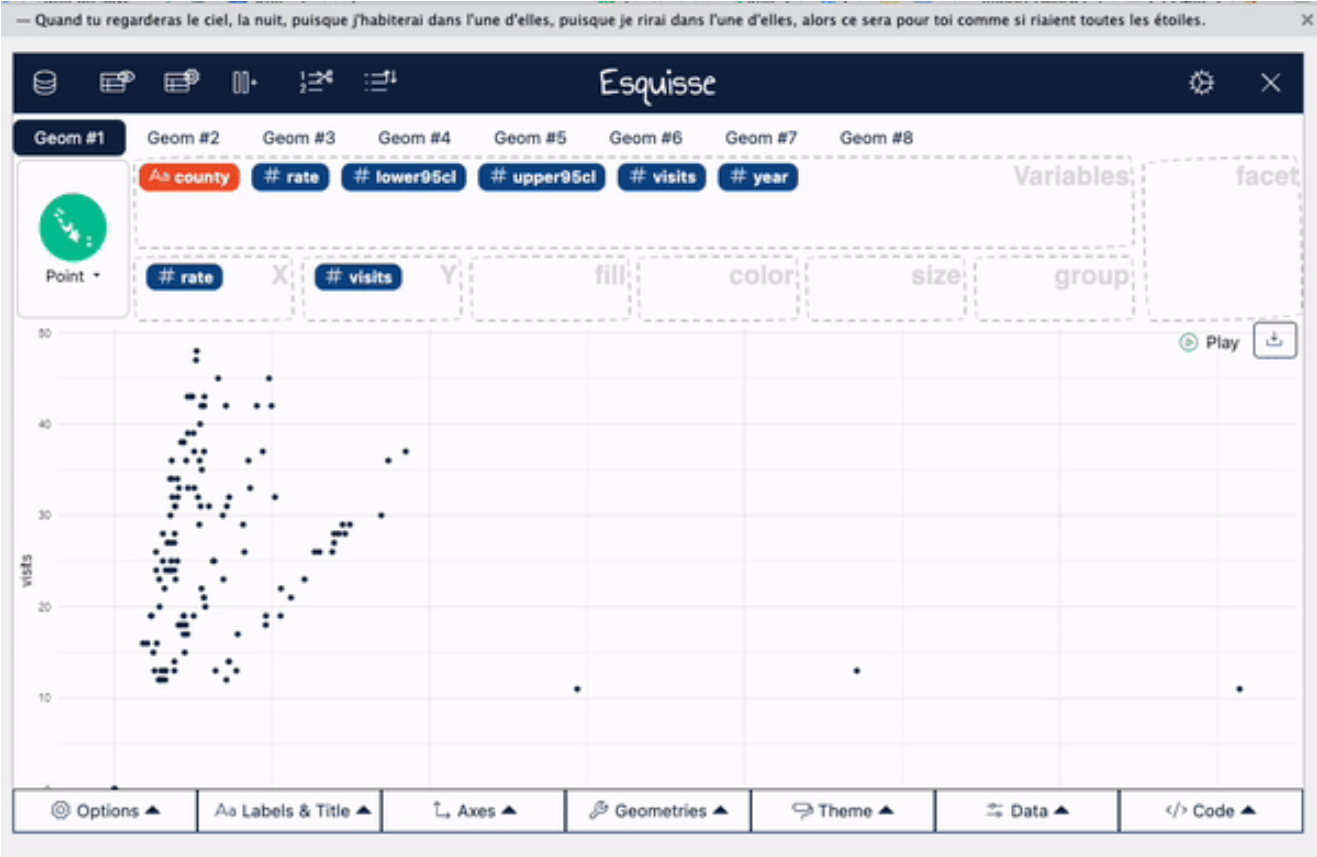 — Quand tu regarderas le ciel, la nuit, puisque j'habiterai dans l'une d'elles, puisque je rirai dans l'une d'elles, alors ce sera pour toi comme si riaient toutes les étoiles.
Esquisse
Geom #1 Geom #2 Geom #3 Geom #4 Geom #5 Geom #6 Geom #7 Geom #8
Aa county # rate # lower95cl # upper95cl # visits # year Variables facet
Point
# rate X # visits Y fill color size group
Play
50
40
30
visits
20
10
Options Aa Labels & Title Axes Geometries Theme Data </> Code